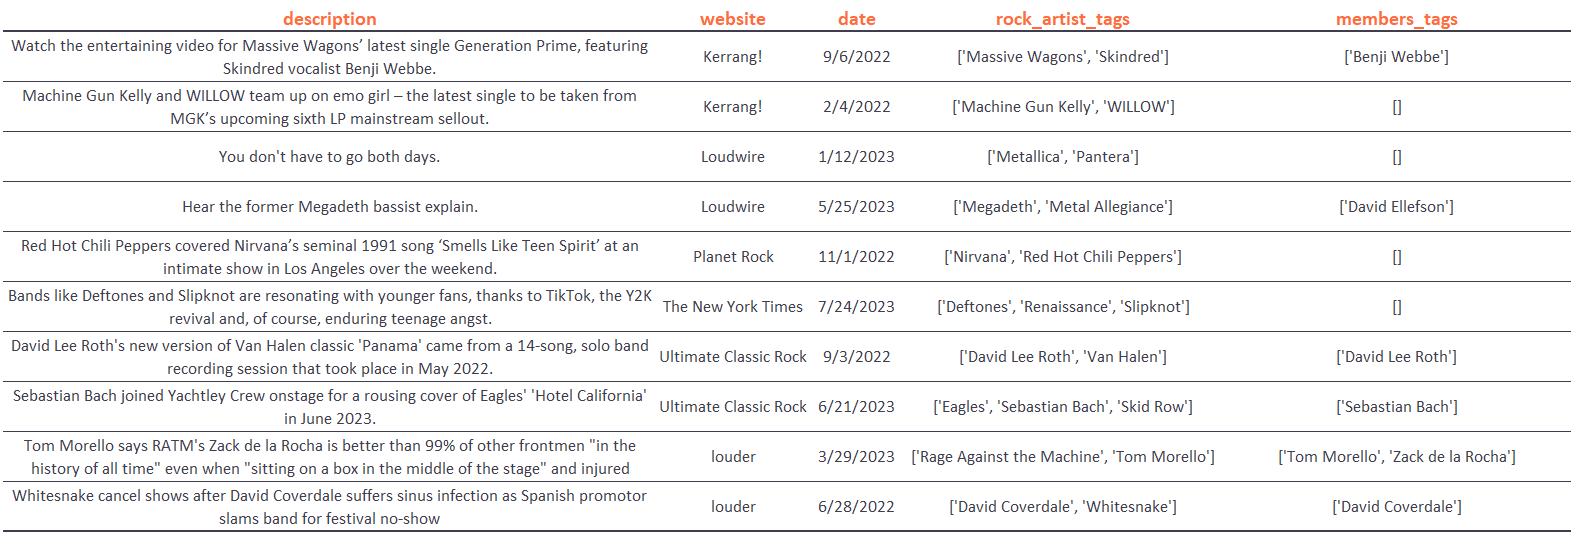 description website date rock_artist_tags members_tags
Watch the entertaining video for Massive Wagons’ latest single Generation Prime, featuring
Skindred vocalist Benji Webbe.
Kerrang! 9/6/2022 ['Massive Wagons', 'Skindred'] ['Benji Webbe']
Machine Gun Kelly and WILLOW team up on emo girl – the latest single to be taken from
MGK’s upcoming sixth LP mainstream sellout.
Kerrang! 2/4/2022 ['Machine Gun Kelly', 'WILLOW'] []
You don't have to go both days. Loudwire 1/12/2023 ['Metallica', 'Pantera'] []
Hear the former Megadeth bassist explain. Loudwire 5/25/2023 ['Megadeth', 'Metal Allegiance'] ['David Ellefson']
Red Hot Chili Peppers covered Nirvana’s seminal 1991 song ‘Smells Like Teen Spirit’ at an
intimate show in Los Angeles over the weekend.
Planet Rock 11/1/2022 ['Nirvana', 'Red Hot Chili Peppers'] []
Bands like Deftones and Slipknot are resonating with younger fans, thanks to TikTok, the Y2K
revival and, of course, enduring teenage angst.
The New York Times 7/24/2023 ['Deftones', 'Renaissance', 'Slipknot'] []
David Lee Roth's new version of Van Halen classic 'Panama' came from a 14-song, solo band
recording session that took place in May 2022.
Ultimate Classic Rock 9/3/2022 ['David Lee Roth', 'Van Halen'] ['David Lee Roth']
Sebastian Bach joined Yachtley Crew onstage for a rousing cover of Eagles' 'Hotel California'
in June 2023.
Ultimate Classic Rock 6/21/2023 ['Eagles', 'Sebastian Bach', 'Skid Row'] ['Sebastian Bach']
Tom Morello says RATM's Zack de la Rocha is better than 99% of other frontmen "in the
history of all time" even when "sitting on a box in the middle of the stage" and injured
louder 3/29/2023 ['Rage Against the Machine', 'Tom Morello'] ['Tom Morello', 'Zack de la Rocha']
Whitesnake cancel shows after David Coverdale suffers sinus infection as Spanish promotor
slams band for festival no-show
louder 6/28/2022 ['David Coverdale', 'Whitesnake'] ['David Coverdale']